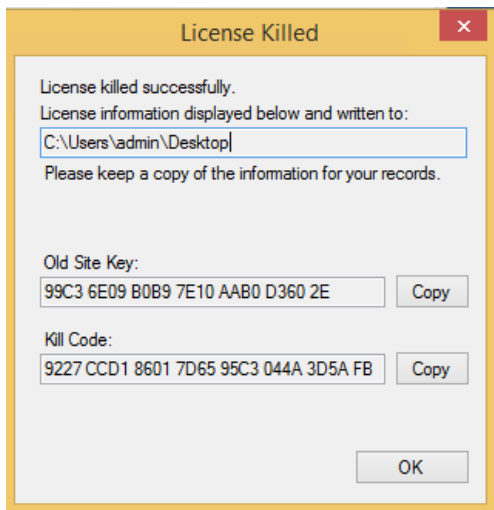 License Killed
License killed successfully.
License information displayed below and written to:
C:\Users\admin\Desktop
Please keep a copy of the information for your records.
Old Site Key:
99C3 6E09 B0B9 7E10 AAB0 D360 2E
Copy
Kill Code:
9227 CCD1 8601 7D65 95C3 044A 3D5A FB
Copy
OK